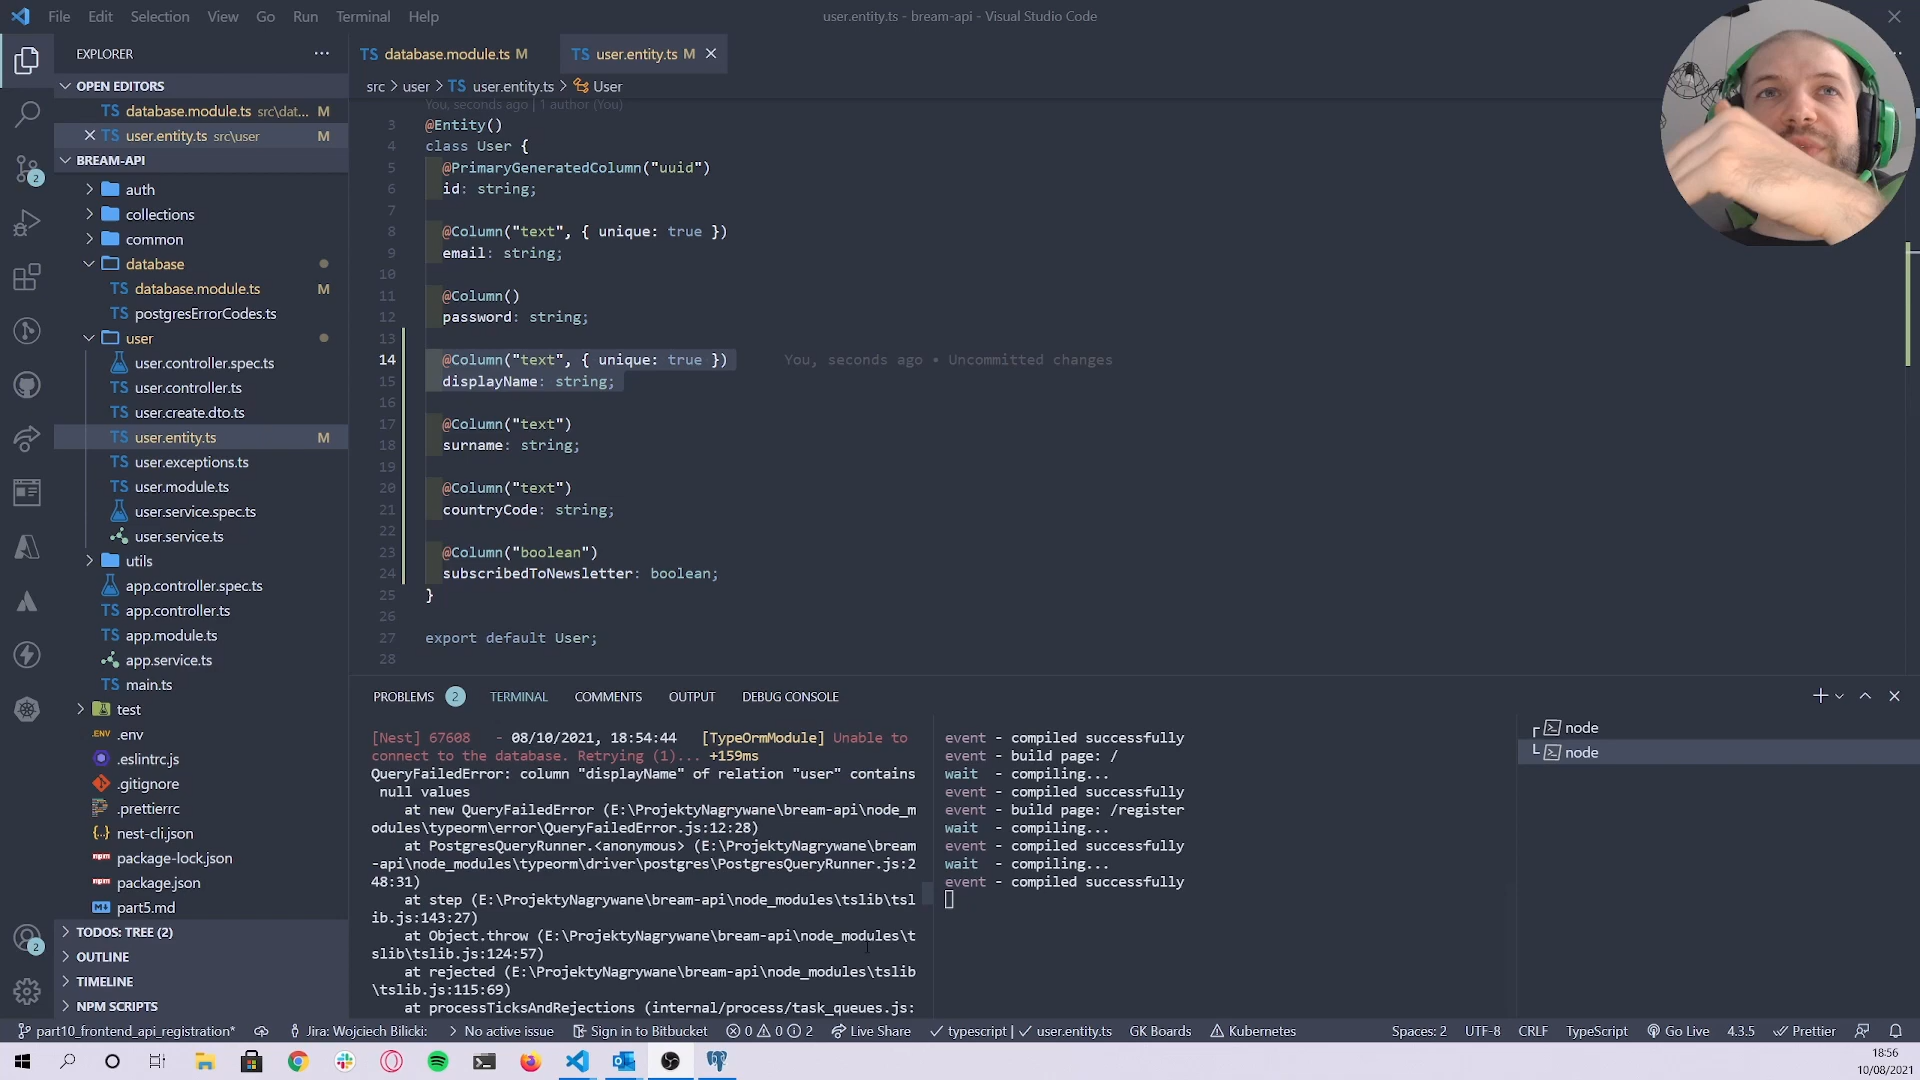 File Edit Selection View Go Run Terminal Help
user.entity.ts - bream-api - Visual Studio Code
EXPLORER
OPEN EDITORS
TS database.module.ts src\dat... M
TS user.entity.ts src\user M
BREAM-API
auth
collections
common
database
TS database.module.ts M
TS postgresErrorCodes.ts
user
user.controller.spec.ts
TS user.controller.ts
TS user.create.dto.ts
TS user.entity.ts M
TS user.exceptions.ts
TS user.module.ts
user.service.spec.ts
user.service.ts
utils
app.controller.spec.ts
TS app.controller.ts
TS app.module.ts
app.service.ts
TS main.ts
test
.ENV .env
.eslintrc.js
.gitignore
.prettierrc
nest-cli.json
npm package-lock.json
npm package.json
part5.md
TODOS: TREE (2)
OUTLINE
TIMELINE
NPM SCRIPTS
2
2
TS database.module.ts M
TS user.entity.ts M
src > user > TS user.entity.ts > User
You, seconds ago | 1 author (You)
3 @Entity()
4 class User {
5 @PrimaryGeneratedColumn("uuid")
6 id: string;
7
8 @Column("text", { unique: true })
9 email: string;
10
11 @Column()
12 password: string;
13
14 @Column("text", { unique: true }) You, seconds ago • Uncommitted changes
15 displayName: string;
16
17 @Column("text")
18 surname: string;
19
20 @Column("text")
21 countryCode: string;
22
23 @Column("boolean")
24 subscribedToNewsletter: boolean;
25 }
26
27 export default User;
28
PROBLEMS 2 TERMINAL COMMENTS OUTPUT DEBUG CONSOLE
[Nest] 67608 - 08/10/2021, 18:54:44 [TypeOrmModule] Unable to
connect to the database. Retrying (1)... +159ms
QueryFailedError: column "displayName" of relation "user" contains
null values
at new QueryFailedError (E:\ProjektyNagrywane\bream-api\node_m
odules\typeorm\error\QueryFailedError.js:12:28)
at PostgresQueryRunner.<anonymous> (E:\ProjektyNagrywane\bream
-api\node_modules\typeorm\driver\postgres\PostgresQueryRunner.js:2
48:31)
at step (E:\ProjektyNagrywane\bream-api\node_modules\tslib\tsl
ib.js:143:27)
at Object.throw (E:\ProjektyNagrywane\bream-api\node_modules\t
slib\tslib.js:124:57)
at rejected (E:\ProjektyNagrywane\bream-api\node_modules\tslib
\tslib.js:115:69)
at processTicksAndRejections (internal/process/task_queues.js:
event - compiled successfully
event - build page: /
wait - compiling...
event - compiled successfully
event - build page: /register
wait - compiling...
event - compiled successfully
wait - compiling...
event - compiled successfully
node
node
part10_frontend_api_registration* Jira: Wojciech Bilicki: No active issue Sign in to Bitbucket 0 0 2 Live Share typescript | user.entity.ts GK Boards Kubernetes Spaces: 2 UTF-8 CRLF TypeScript Go Live 4.3.5 Prettier
18:56
10/08/2021